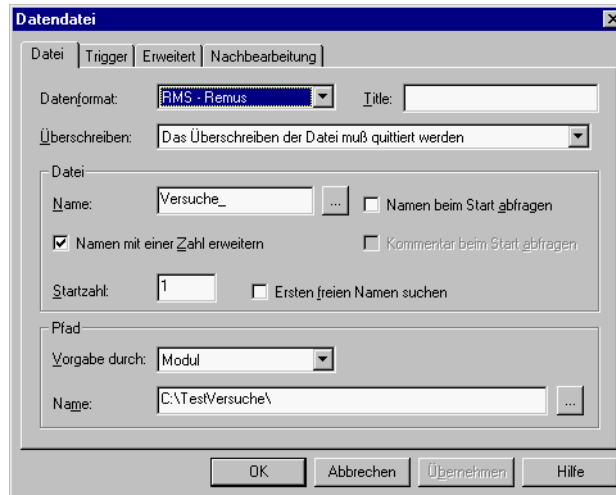 Datendatei
Datei Trigger Erweitert Nachbearbeitung
Datenformat: RMS - Remus Title:
Überschreiben: Das Überschreiben der Datei muß quittiert werden
Datei
Name: Versuche_ ... Namen beim Start abfragen
Namen mit einer Zahl erweitern Kommentar beim Start abfragen
Startzahl: 1 Ersten freien Namen suchen
Pfad
Vorgabe durch: Modul
Name: C:\TestVersuche\ ...
OK Abbrechen Übernehmen Hilfe